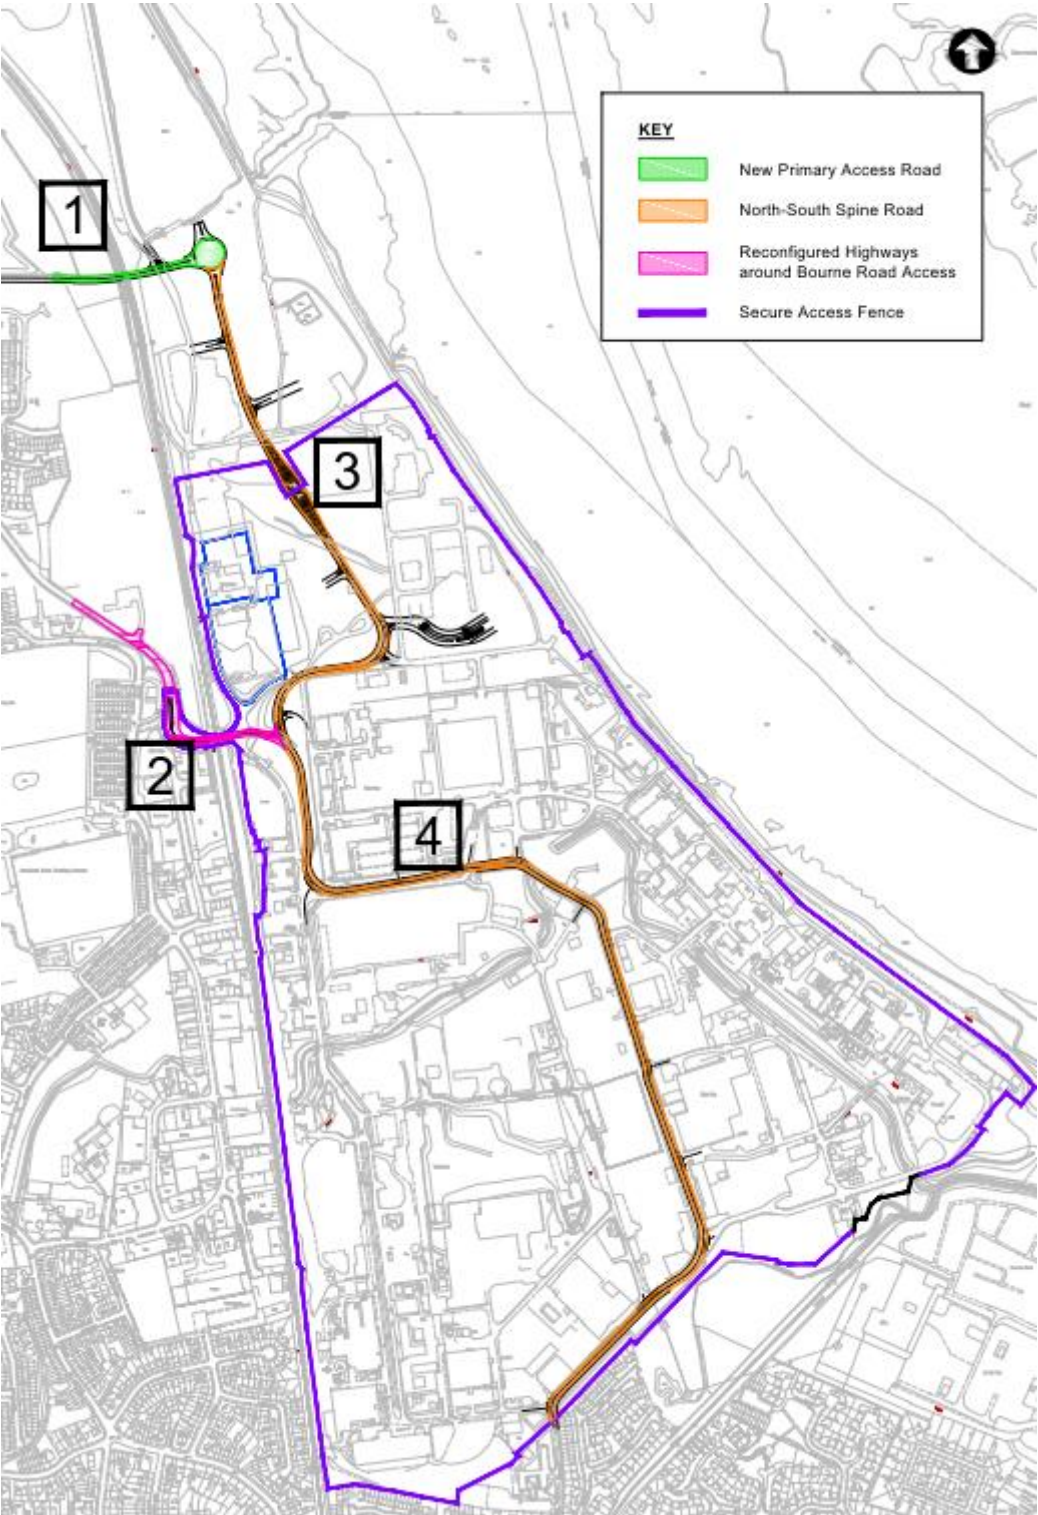 KEY
New Primary Access Road
North-South Spine Road
Reconfigured Highways
around Bourne Road Access
Secure Access Fence
1
3
2
4